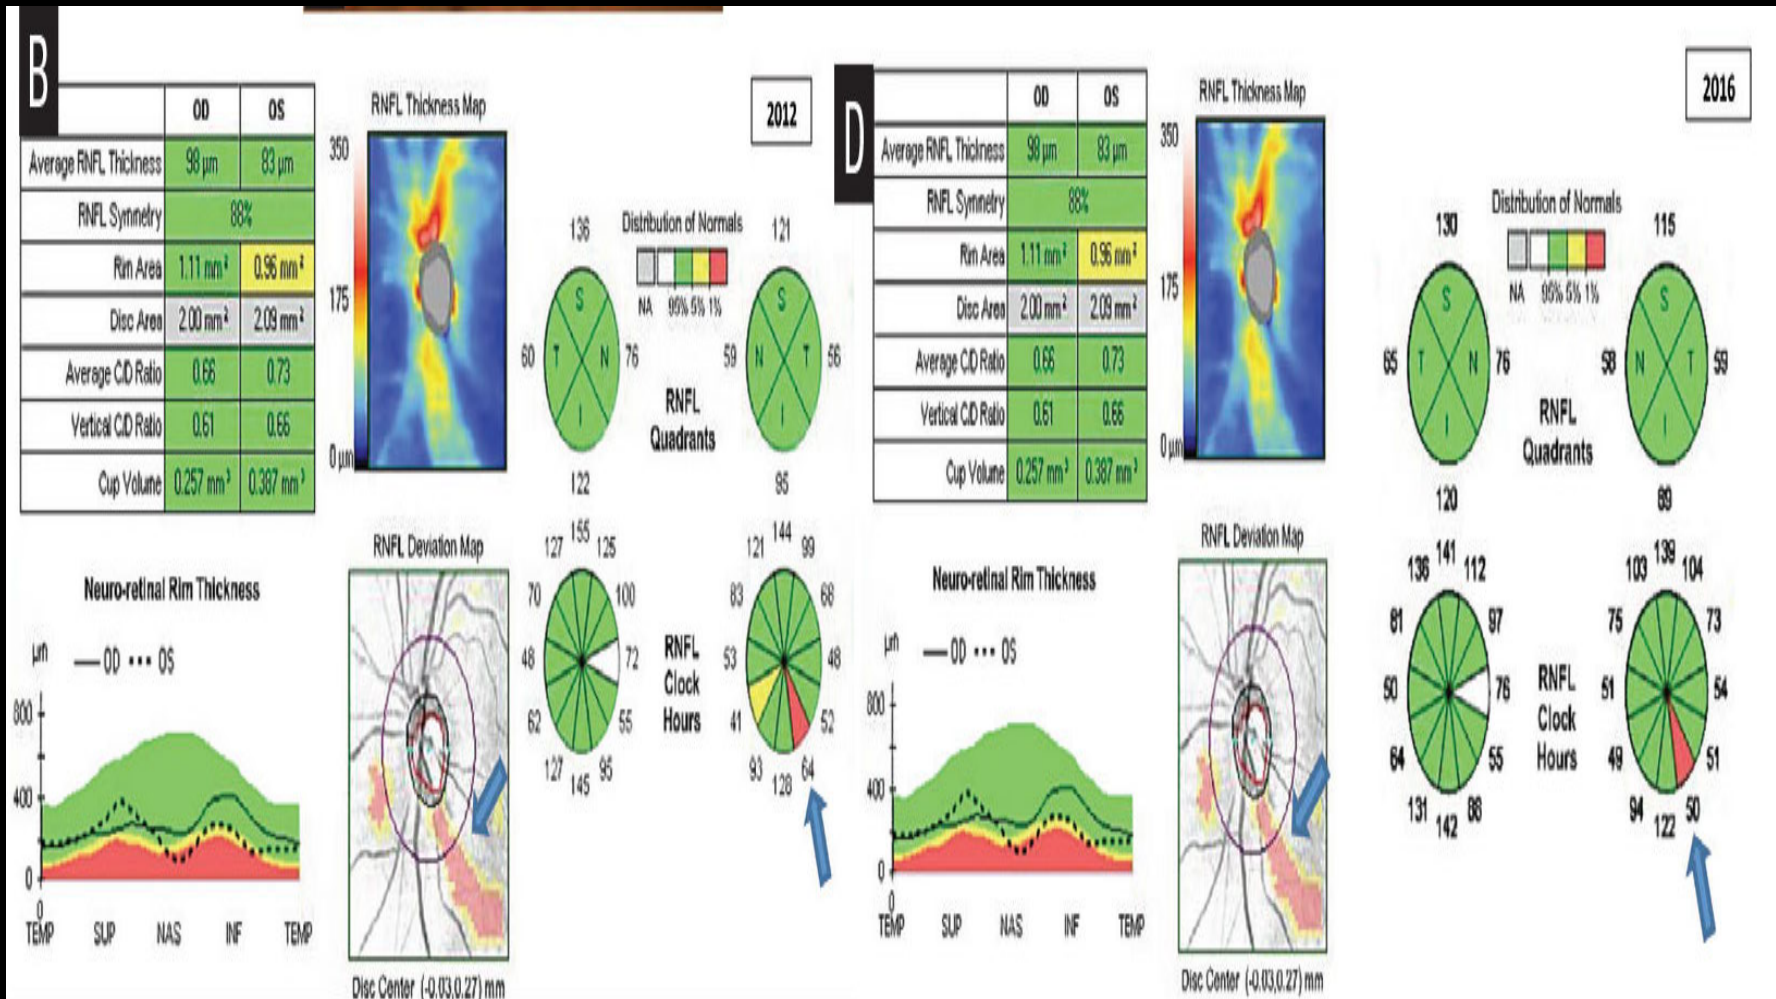 B
2012
OD OS
Average RNFL Thickness 98 µm 83 µm
RNFL Symmetry 88%
Rim Area 1.11 mm² 0.96 mm²
Disc Area 2.00 mm² 2.09 mm²
Average C/D Ratio 0.66 0.73
Vertical C/D Ratio 0.61 0.66
Cup Volume 0.257 mm³ 0.387 mm³
RNFL Thickness Map
350
175
0 µm
Distribution of Normals
NA 95% 5% 1%
136
S
60 T N 76
I
122
121
S
59 N T 56
I
95
RNFL
Quadrants
127 155 125
70 100
48 72
62 55
127 145 95
RNFL
Clock
Hours
121 144 99
83 68
53 48
41 52
93 128 64
Neuro-retinal Rim Thickness
µm — OD ••• OS
800
400
0
0
TEMP SUP NAS INF TEMP
RNFL Deviation Map
Disc Center (-0.03,0.27) mm
D
2016
OD OS
Average RNFL Thickness 98 µm 83 µm
RNFL Symmetry 88%
Rim Area 1.11 mm² 0.96 mm²
Disc Area 2.00 mm² 2.09 mm²
Average C/D Ratio 0.66 0.73
Vertical C/D Ratio 0.61 0.66
Cup Volume 0.257 mm³ 0.387 mm³
RNFL Thickness Map
350
175
0 µm
Distribution of Normals
NA 95% 5% 1%
130
S
65 T N 76
I
120
115
S
58 N T 59
I
89
RNFL
Quadrants
136 141 112
81 97
50 76
64 55
131 142 88
RNFL
Clock
Hours
103 139 104
75 73
51 54
49 51
94 122 50
Neuro-retinal Rim Thickness
µm — OD ••• OS
800
400
0
0
TEMP SUP NAS INF TEMP
RNFL Deviation Map
Disc Center (-0.03,0.27) mm